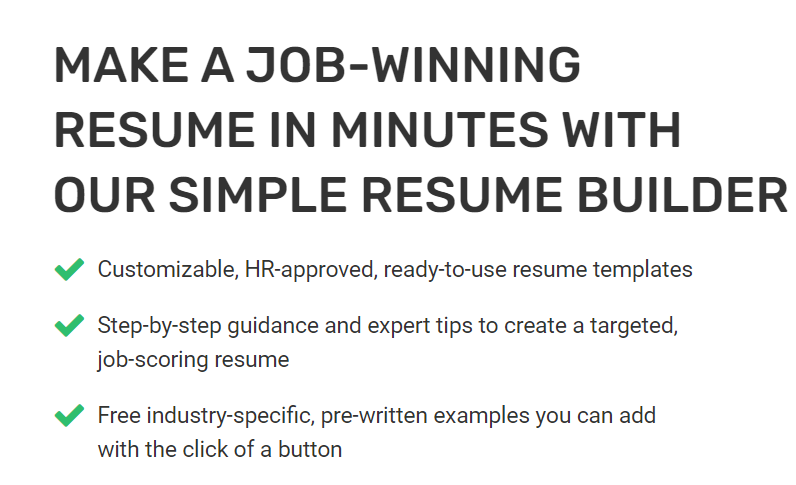 MAKE A JOB-WINNING
RESUME IN MINUTES WITH
OUR SIMPLE RESUME BUILDER
Customizable, HR-approved, ready-to-use resume templates
Step-by-step guidance and expert tips to create a targeted,
job-scoring resume
Free industry-specific, pre-written examples you can add
with the click of a button